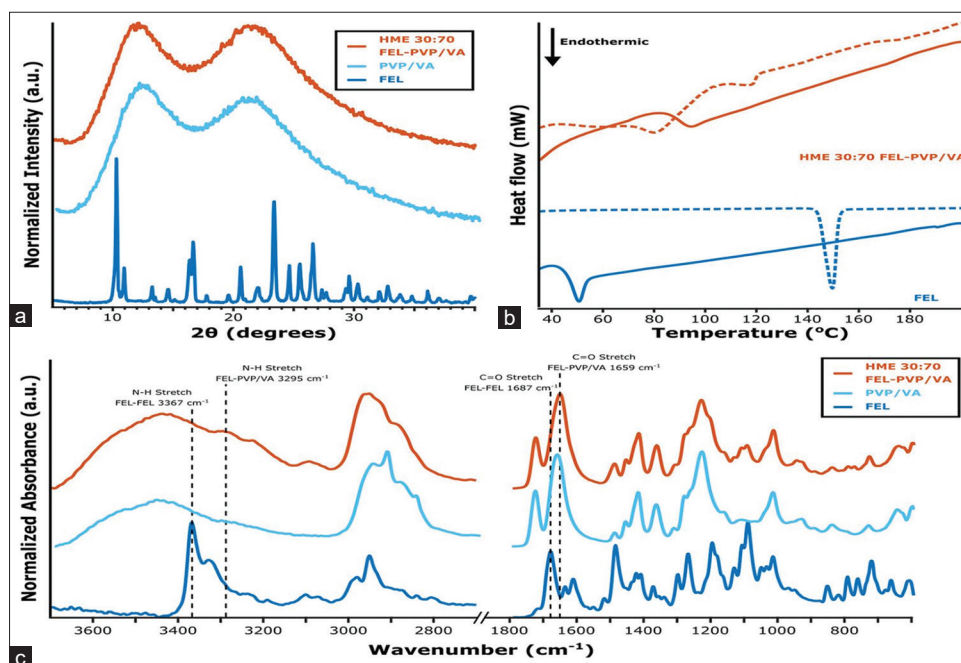 Normalized Intensity (a.u.)
HME 30:70
FEL-PVP/VA
PVP/VA
FEL
10
20
30
2θ (degrees)
a
Heat flow (mW)
Endothermic
HME 30:70 FEL-PVP/VA
FEL
40
60
80
100
120
140
160
180
Temperature (°C)
b
Normalized Absorbance (a.u.)
N-H Stretch
FEL-FEL 3367 cm⁻¹
N-H Stretch
FEL-PVP/VA 3295 cm⁻¹
C=O Stretch
FEL-FEL 1687 cm⁻¹
C=O Stretch
FEL-PVP/VA 1659 cm⁻¹
HME 30:70
FEL-PVP/VA
PVP/VA
FEL
3600
3400
3200
3000
2800
1800
1600
1400
1200
1000
800
Wavenumber (cm⁻¹)
c